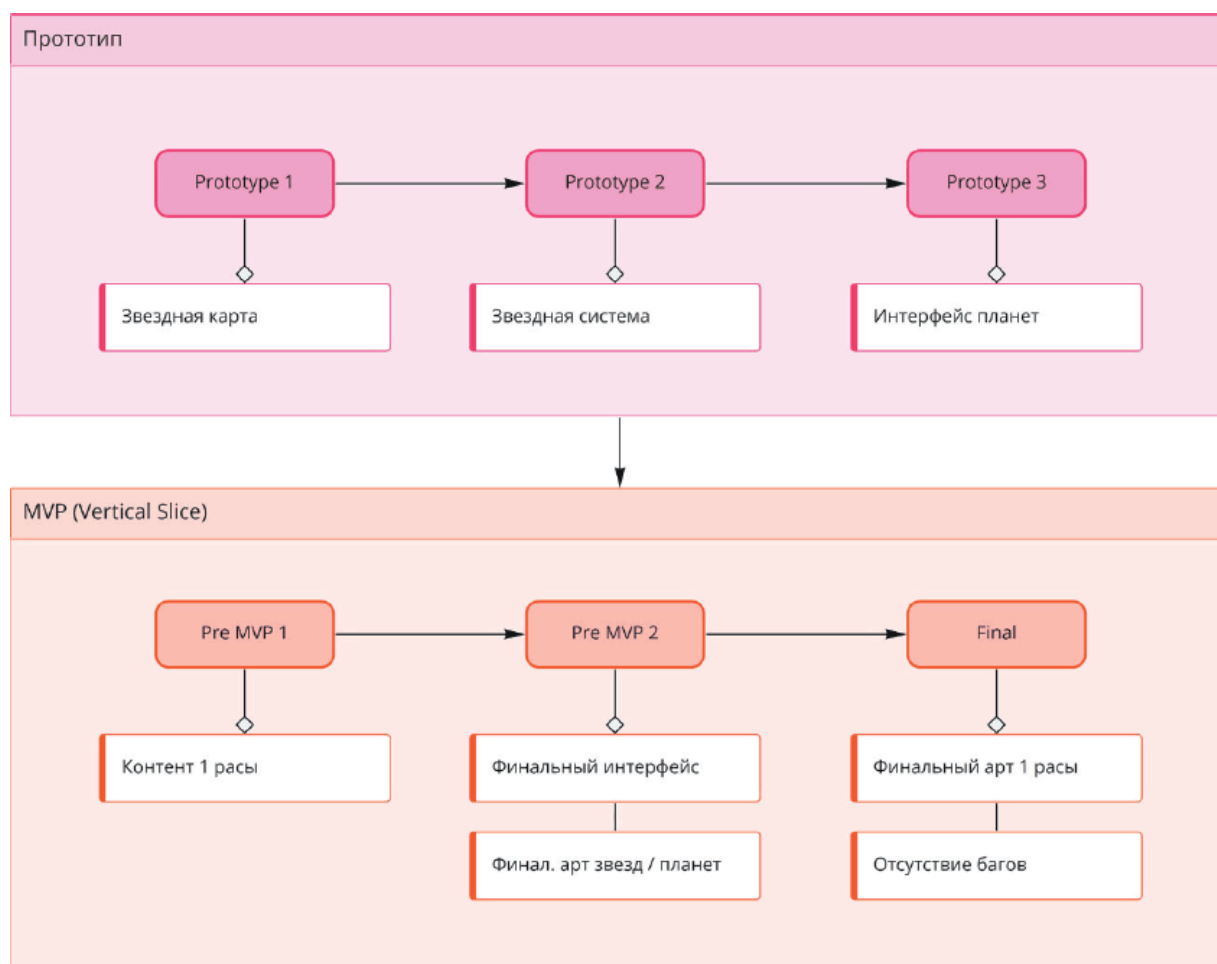 Прототип
Prototype 1
Prototype 2
Prototype 3
Звездная карта
Звездная система
Интерфейс планет
MVP (Vertical Slice)
Pre MVP 1
Pre MVP 2
Final
Контент 1 расы
Финальный интерфейс
Финальный арт 1 расы
Финал. арт звезд / планет
Отсутствие багов